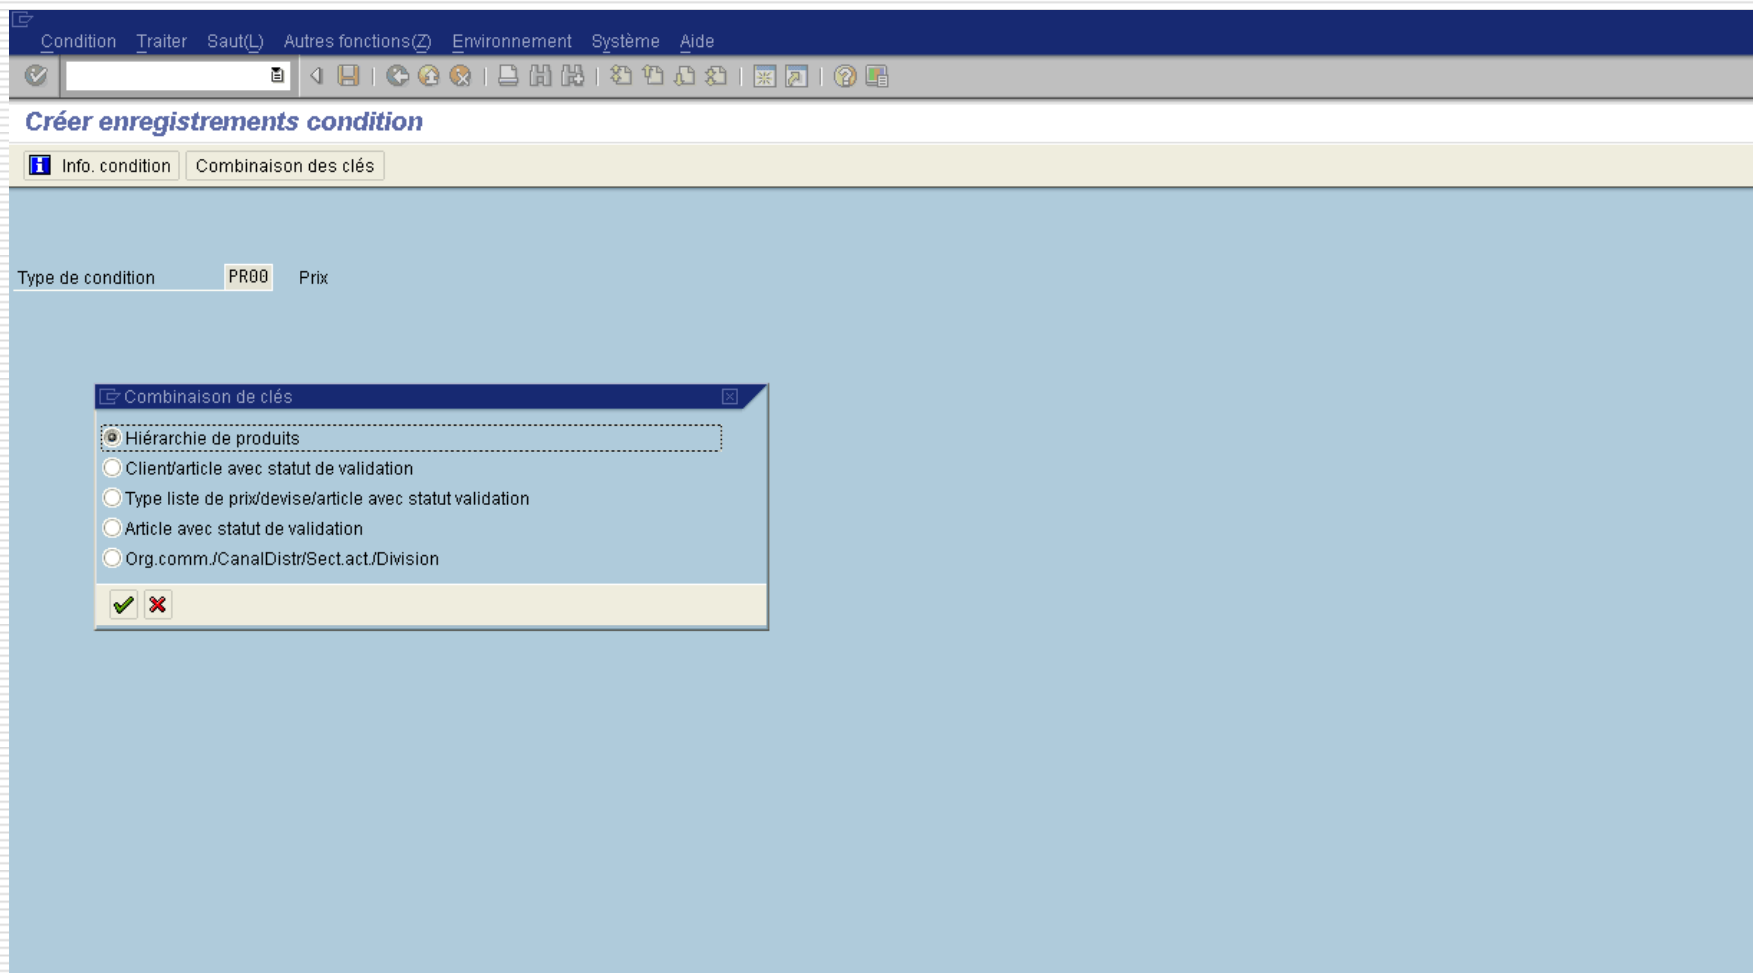 Condition Traiter Saut(L) Autres fonctions(Z) Environnement Système Aide
Créer enregistrements condition
Info. condition Combinaison des clés
Type de condition PR00 Prix
Combinaison de clés
Hiérarchie de produits
Client/article avec statut de validation
Type liste de prix/devise/article avec statut validation
Article avec statut de validation
Org.comm./CanalDistr/Sect.act./Division